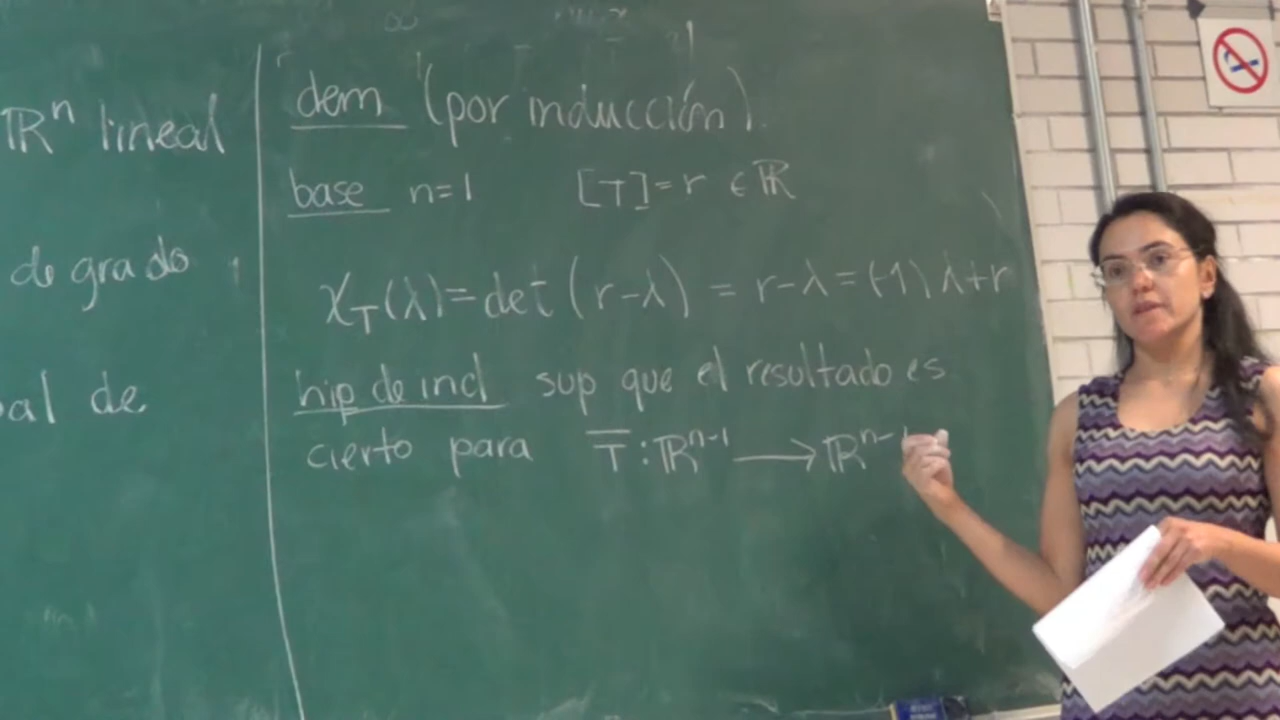 ℝⁿ lineal
de grado
de
dem (por inducción).
base n=1 [T]=r ∈ ℝ
χ_T(λ)=det(r-λ) = r-λ=(-1)λ+r
hip de ind sup que el resultado es
cierto para T̅:ℝⁿ⁻¹ ⟶ ℝⁿ⁻¹